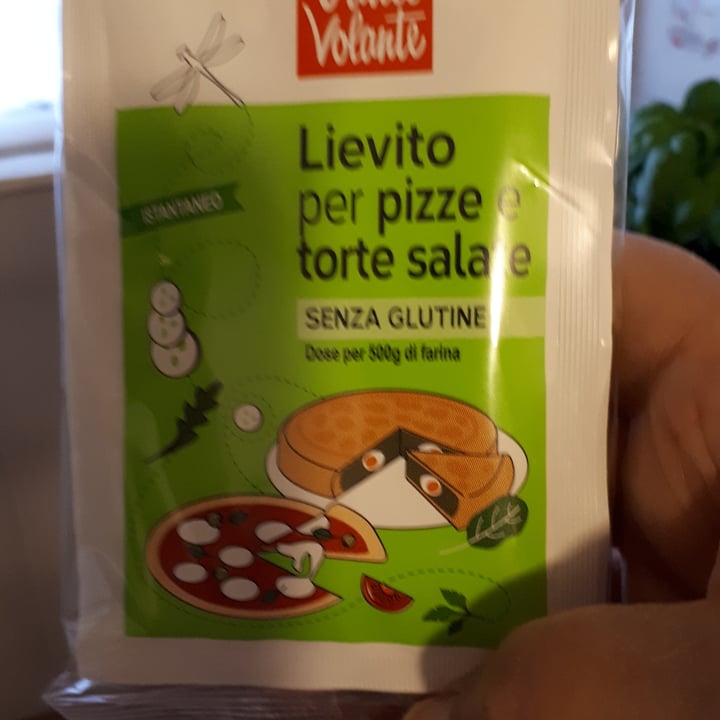 Volante
Lievito
per pizze e
torte salate
ISTANTANEO
SENZA GLUTINE
Dose per 500g di farina